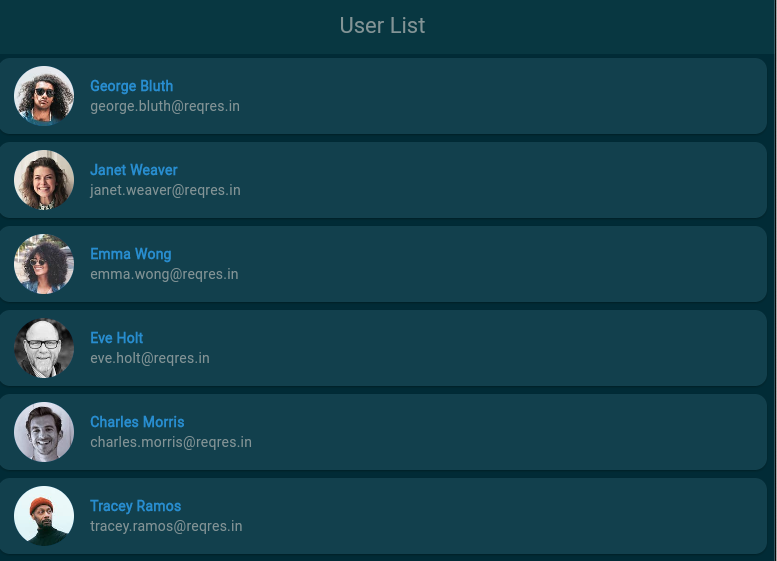 User List
George Bluth
george.bluth@reqres.in
Janet Weaver
janet.weaver@reqres.in
Emma Wong
emma.wong@reqres.in
Eve Holt
eve.holt@reqres.in
Charles Morris
charles.morris@reqres.in
Tracey Ramos
tracey.ramos@reqres.in